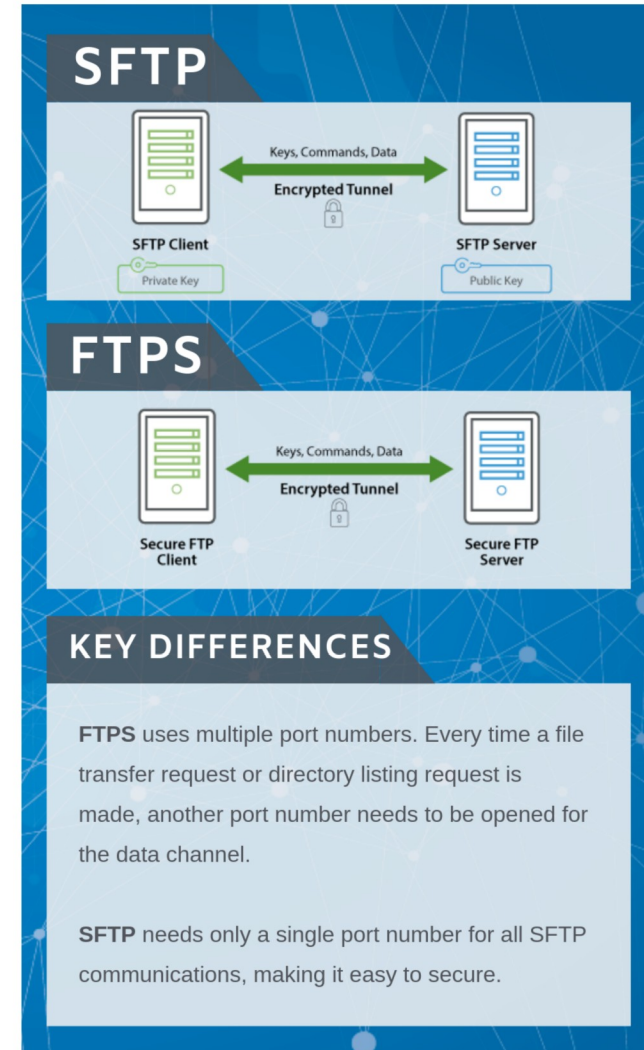 SFTP
Keys, Commands, Data
Encrypted Tunnel
SFTP Client
SFTP Server
Private Key
Public Key
FTPS
Keys, Commands, Data
Encrypted Tunnel
Secure FTP
Client
Secure FTP
Server
KEY DIFFERENCES
FTPS uses multiple port numbers. Every time a file
transfer request or directory listing request is
made, another port number needs to be opened for
the data channel.
SFTP needs only a single port number for all SFTP
communications, making it easy to secure.